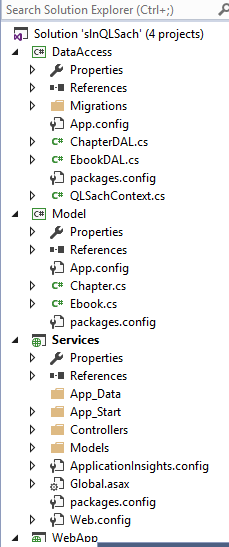 Search Solution Explorer (Ctrl+;)
Solution 'slnQLSach' (4 projects)
DataAccess
Properties
References
Migrations
App.config
ChapterDAL.cs
EbookDAL.cs
packages.config
QLSachContext.cs
Model
Properties
References
App.config
Chapter.cs
Ebook.cs
packages.config
Services
Properties
References
App_Data
App_Start
Controllers
Models
ApplicationInsights.config
Global.asax
packages.config
Web.config
WebApp